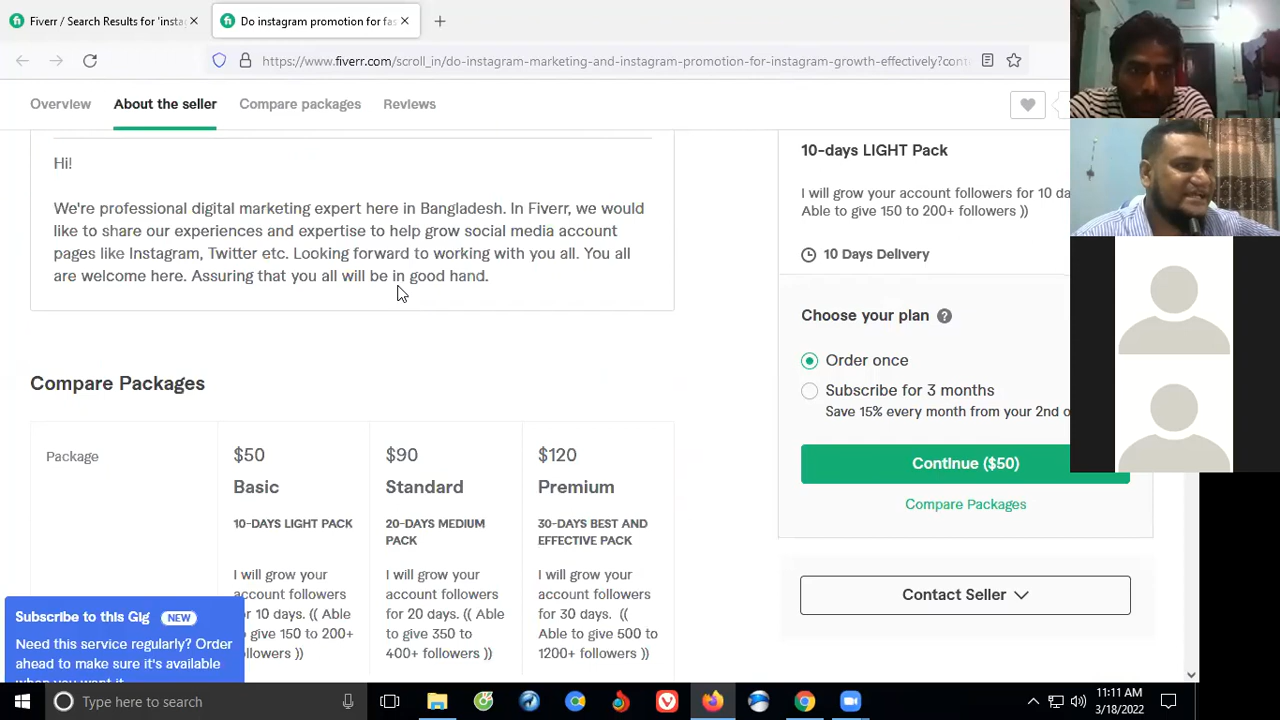 Fiverr / Search Results for 'insta
Do instagram promotion for fas
https://www.fiverr.com/scroll_in/do-instagram-marketing-and-instagram-promotion-for-instagram-growth-effectively?cont
Overview
About the seller
Compare packages
Reviews
Hi!
We're professional digital marketing expert here in Bangladesh. In Fiverr, we would
like to share our experiences and expertise to help grow social media account
pages like Instagram, Twitter etc. Looking forward to working with you all. You all
are welcome here. Assuring that you all will be in good hand.
10-days LIGHT Pack
I will grow your account followers for 10 da
Able to give 150 to 200+ followers ))
10 Days Delivery
Choose your plan ?
Order once
Subscribe for 3 months
Save 15% every month from your 2nd o
Continue ($50)
Compare Packages
Contact Seller
Compare Packages
Package
$50
Basic
10-DAYS LIGHT PACK
I will grow your
account followers
for 10 days. (( Able
to give 150 to 200+
followers ))
$90
Standard
20-DAYS MEDIUM
PACK
I will grow your
account followers
for 20 days. (( Able
to give 350 to
400+ followers ))
$120
Premium
30-DAYS BEST AND
EFFECTIVE PACK
I will grow your
account followers
for 30 days. ((
Able to give 500 to
1200+ followers ))
Subscribe to this Gig NEW
Need this service regularly? Order
ahead to make sure it's available
when you want it.
Type here to search
11:11 AM
3/18/2022